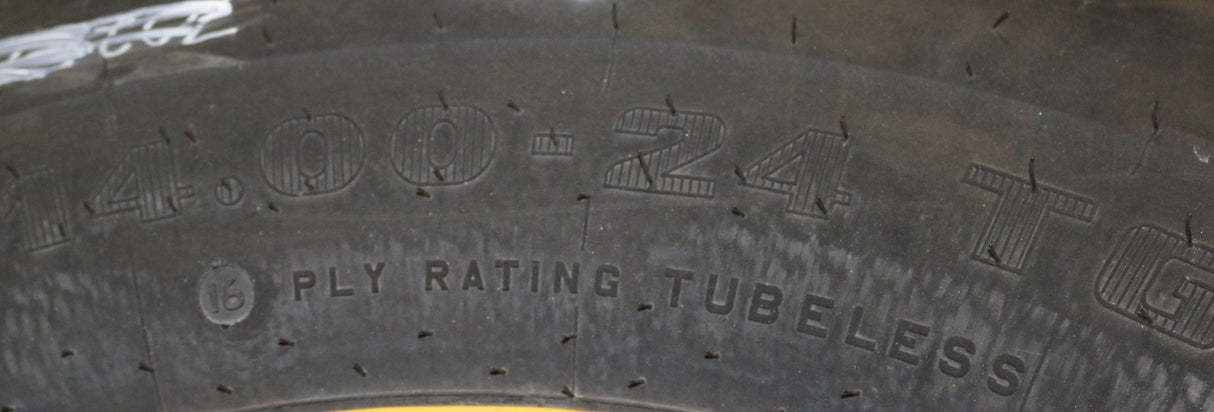 14.00-24 TG
16 PLY RATING TUBELESS